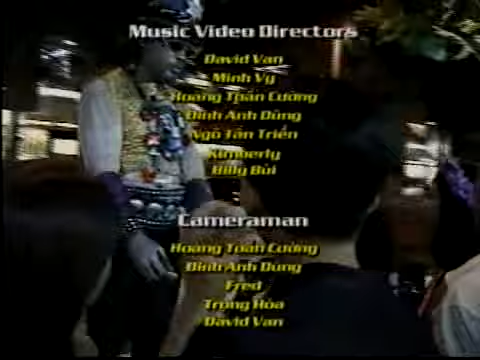 Music Video Directors
David Van
Minh Vy
Hoàng Toàn Cương
Đinh Anh Dũng
Ngô Tấn Triển
Kimberly
Billy Bùi
Cameraman
Hoàng Toàn Cương
Đinh Anh Dũng
Fred
Trọng Hòa
David Van